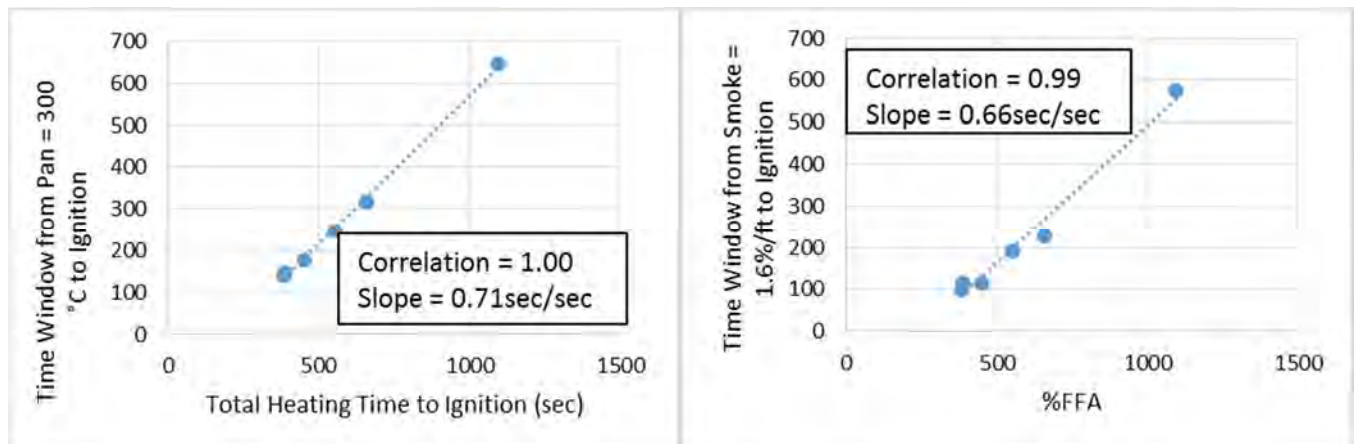 Time Window from Pan = 300
°C to Ignition
700
600
500
400
300
200
100
0
Correlation = 1.00
Slope = 0.71sec/sec
0 500 1000 1500
Total Heating Time to Ignition (sec)
Time Window from Smoke =
1.6%/ft to Ignition
700
600
500
400
300
200
100
0
Correlation = 0.99
Slope = 0.66sec/sec
0 500 1000 1500
%FFA